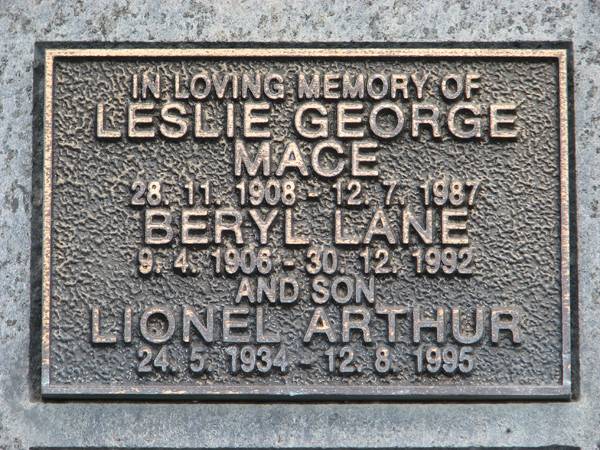 IN LOVING MEMORY OF
LESLIE GEORGE
MACE
28. 11. 1908 - 12. 7. 1987
BERYL LANE
9. 4. 1906 - 30. 12. 1992
AND SON
LIONEL ARTHUR
24. 5. 1934 - 12. 8. 1995